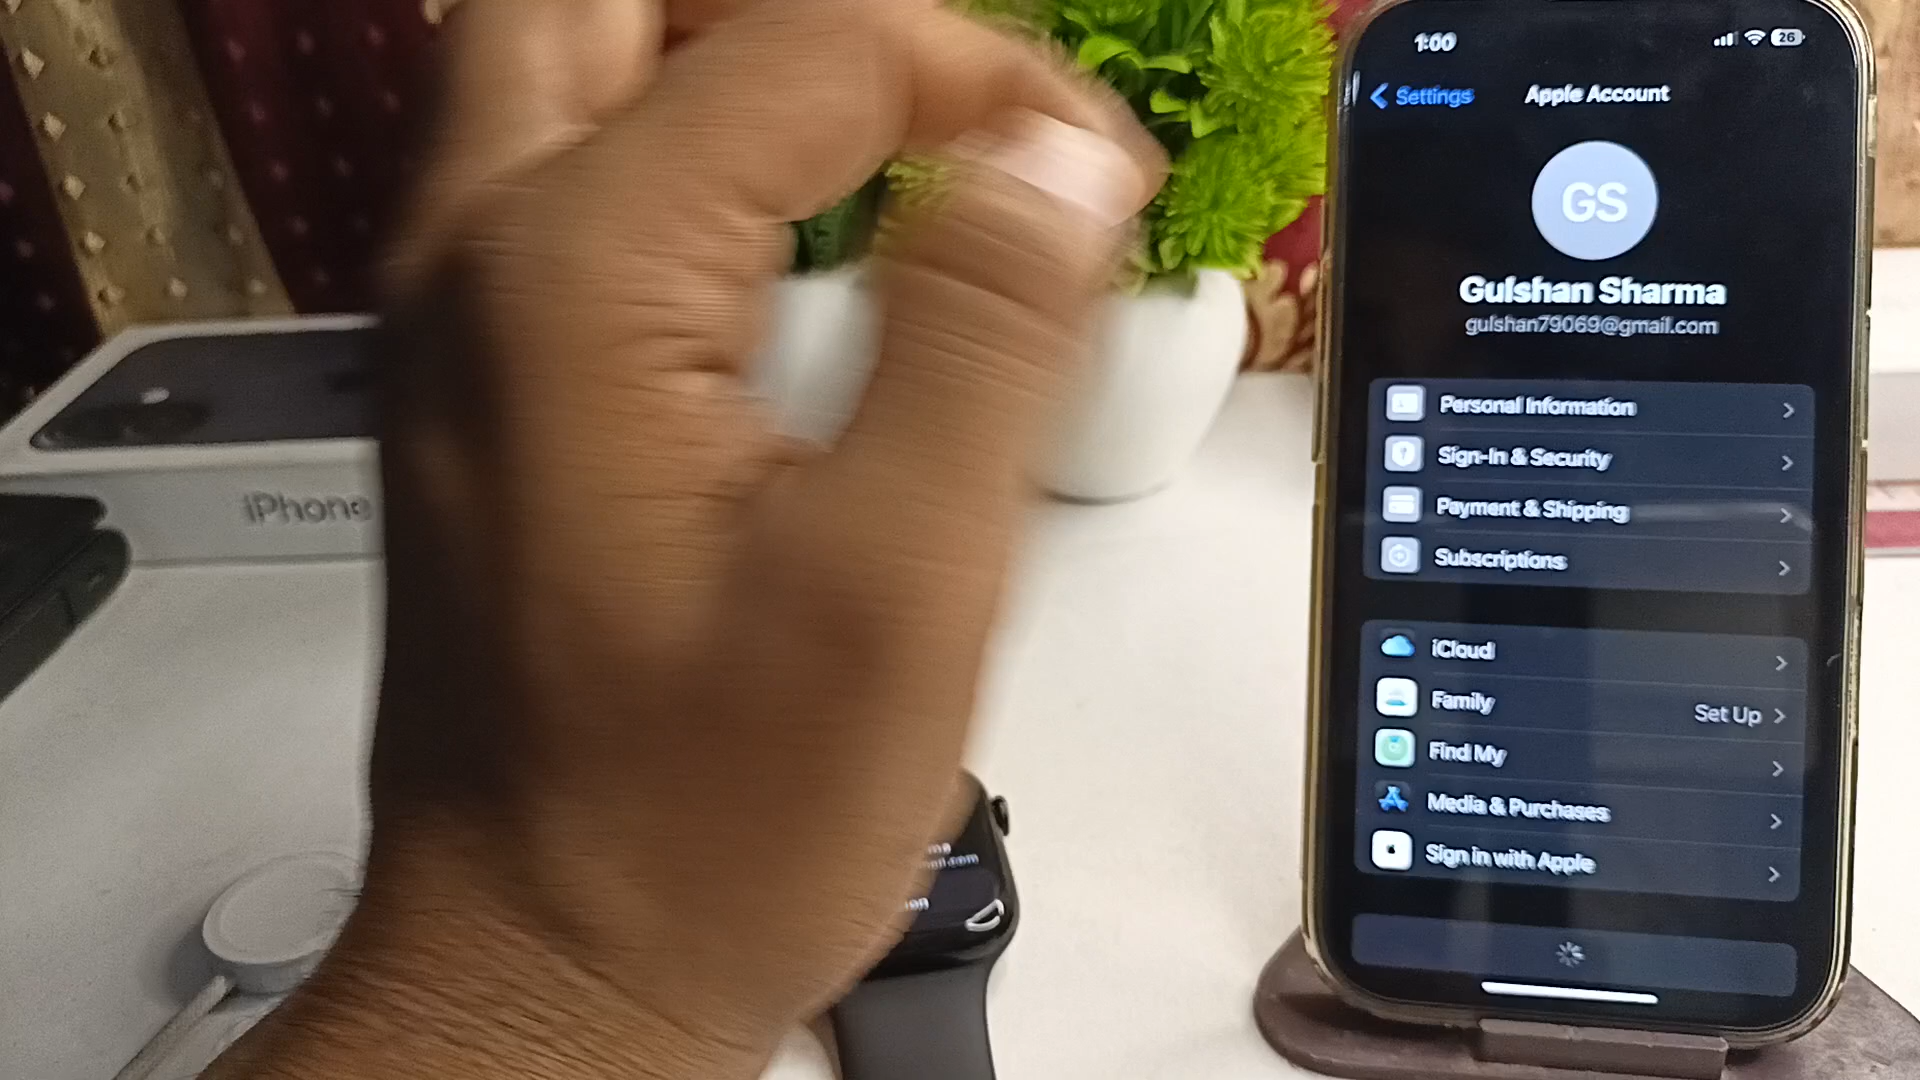 1:00
26
Settings
Apple Account
GS
Gulshan Sharma
gulshan79069@gmail.com
Personal Information
Sign-In & Security
Payment & Shipping
Subscriptions
iCloud
Family
Set Up
Find My
Media & Purchases
Sign in with Apple
iPhone